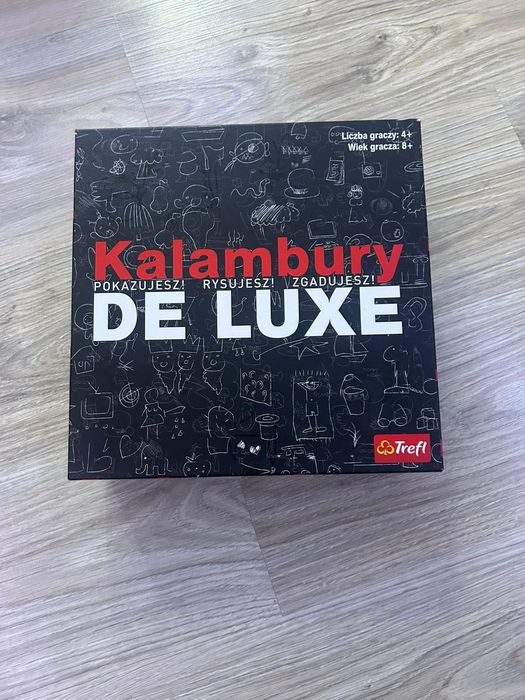 Liczba graczy: 4+
Wiek gracza: 8+
Kalambury
POKAZUJESZ! RYSUJESZ! ZGADUJESZ!
DE LUXE
Trefl